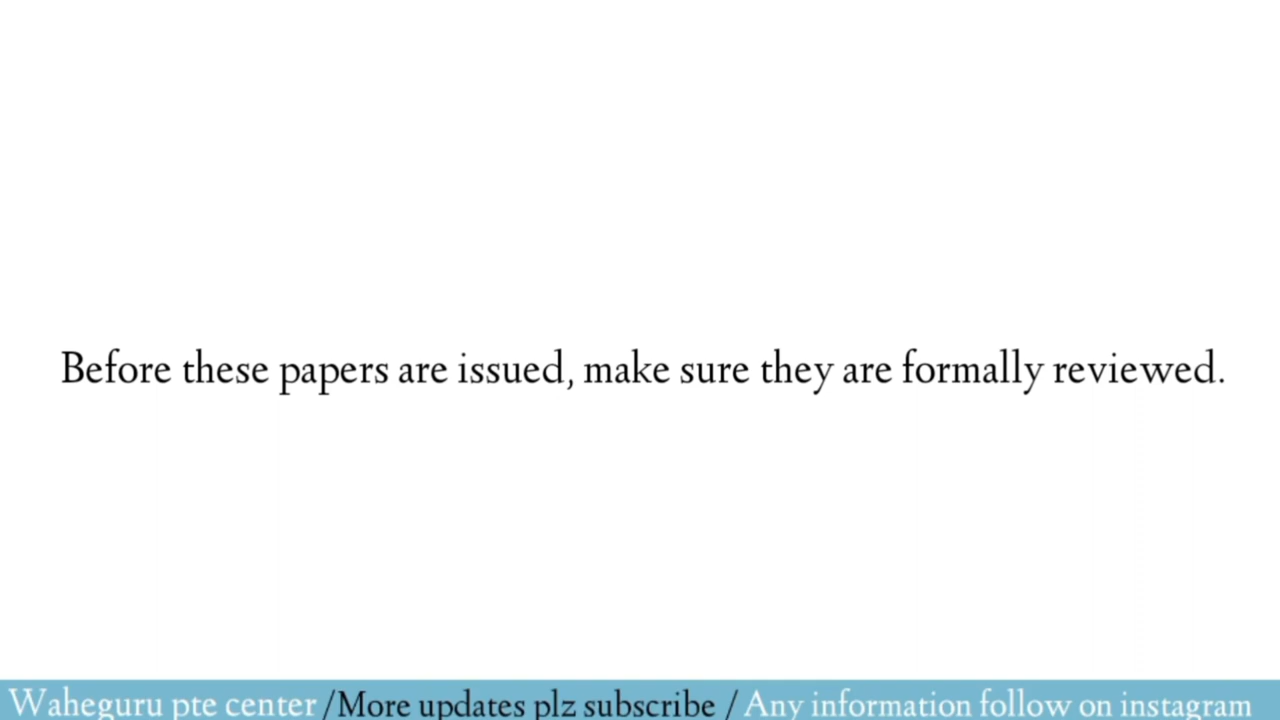 Before these papers are issued, make sure they are formally reviewed.
Waheguru pte center /More updates plz subscribe / Any information follow on instagram